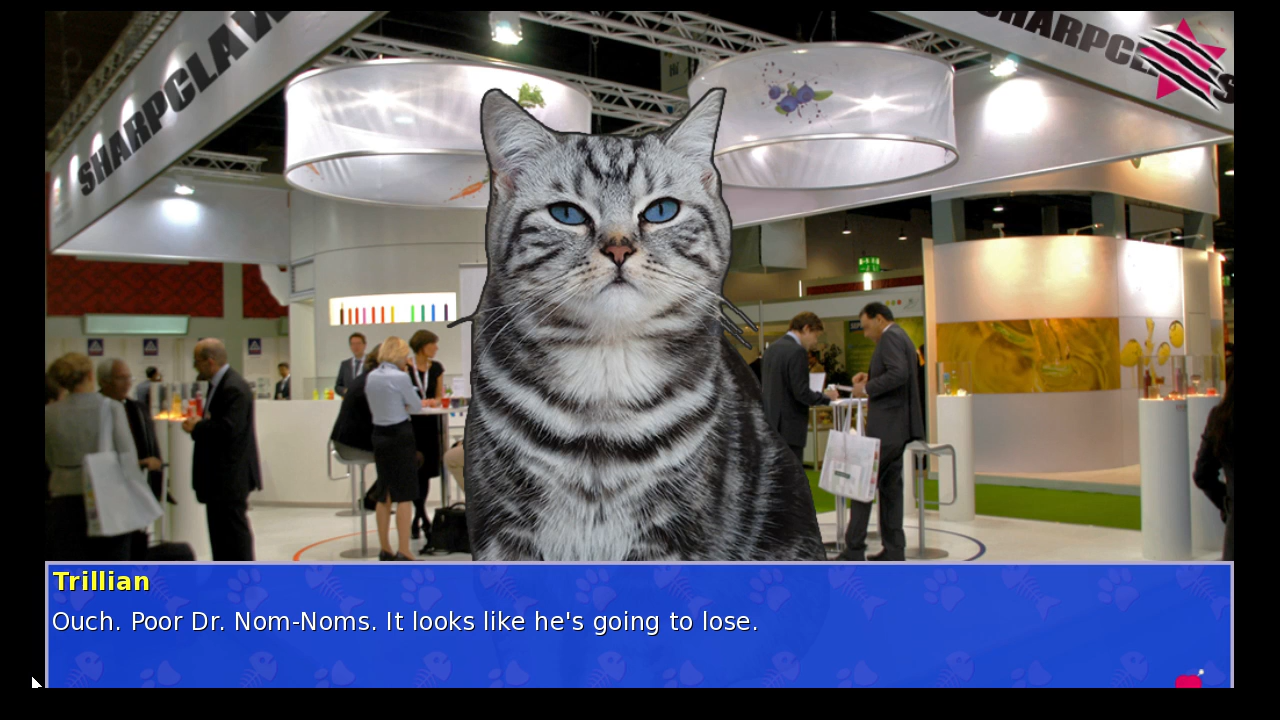 SHARPCLAW
SHARPCL
S
Trillian
Ouch. Poor Dr. Nom-Noms. It looks like he's going to lose.